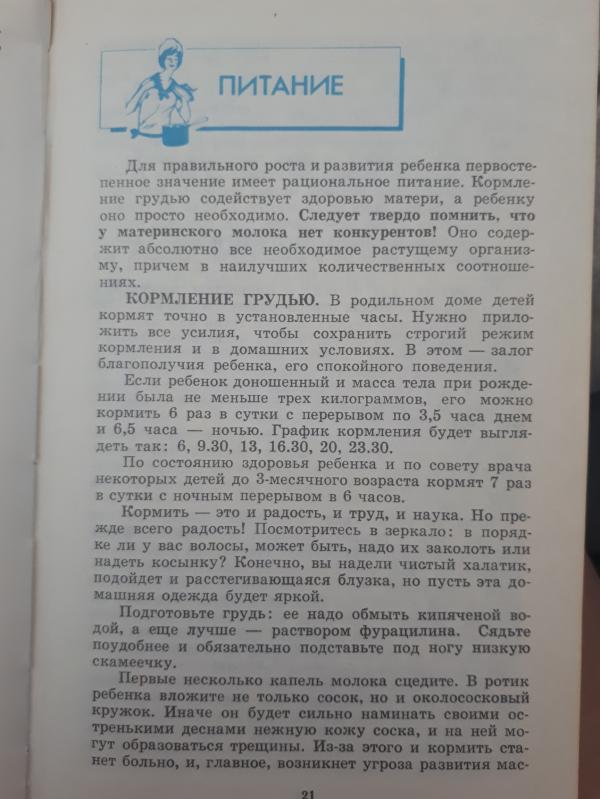 ПИТАНИЕ
Для правильного роста и развития ребенка первосте-
пенное значение имеет рациональное питание. Кормле-
ние грудью содействует здоровью матери, а ребенку
оно просто необходимо. Следует твердо помнить, что
у материнского молока нет конкурентов! Оно содер-
жит абсолютно все необходимое растущему организ-
му, причем в наилучших количественных соотноше-
ниях.
КОРМЛЕНИЕ ГРУДЬЮ. В родильном доме детей
кормят точно в установленные часы. Нужно прило-
жить все усилия, чтобы сохранить строгий режим
кормления и в домашних условиях. В этом — залог
благополучия ребенка, его спокойного поведения.
Если ребенок доношенный и масса тела при рожде-
нии была не меньше трех килограммов, его можно
кормить 6 раз в сутки с перерывом по 3,5 часа днем
и 6,5 часа — ночью. График кормления будет выгля-
деть так: 6, 9.30, 13, 16.30, 20, 23.30.
По состоянию здоровья ребенка и по совету врача
некоторых детей до 3-месячного возраста кормят 7 раз
в сутки с ночным перерывом в 6 часов.
Кормить — это и радость, и труд, и наука. Но пре-
жде всего радость! Посмотритесь в зеркало: в поряд-
ке ли у вас волосы, может быть, надо их заколоть или
надеть косынку? Конечно, вы надели чистый халатик,
подойдет и расстегивающаяся блузка, но пусть эта до-
машняя одежда будет яркой.
Подготовьте грудь: ее надо обмыть кипяченой во-
дой, а еще лучше — раствором фурацилина. Сядьте
поудобнее и обязательно подставьте под ногу низкую
скамеечку.
Первые несколько капель молока сцедите. В ротик
ребенка вложите не только сосок, но и околососковый
кружок. Иначе он будет сильно наминать своими ос-
тренькими деснами нежную кожу соска, и на ней мо-
гут образоваться трещины. Из-за этого и кормить ста-
нет больно, и, главное, возникнет угроза развития мас-
21